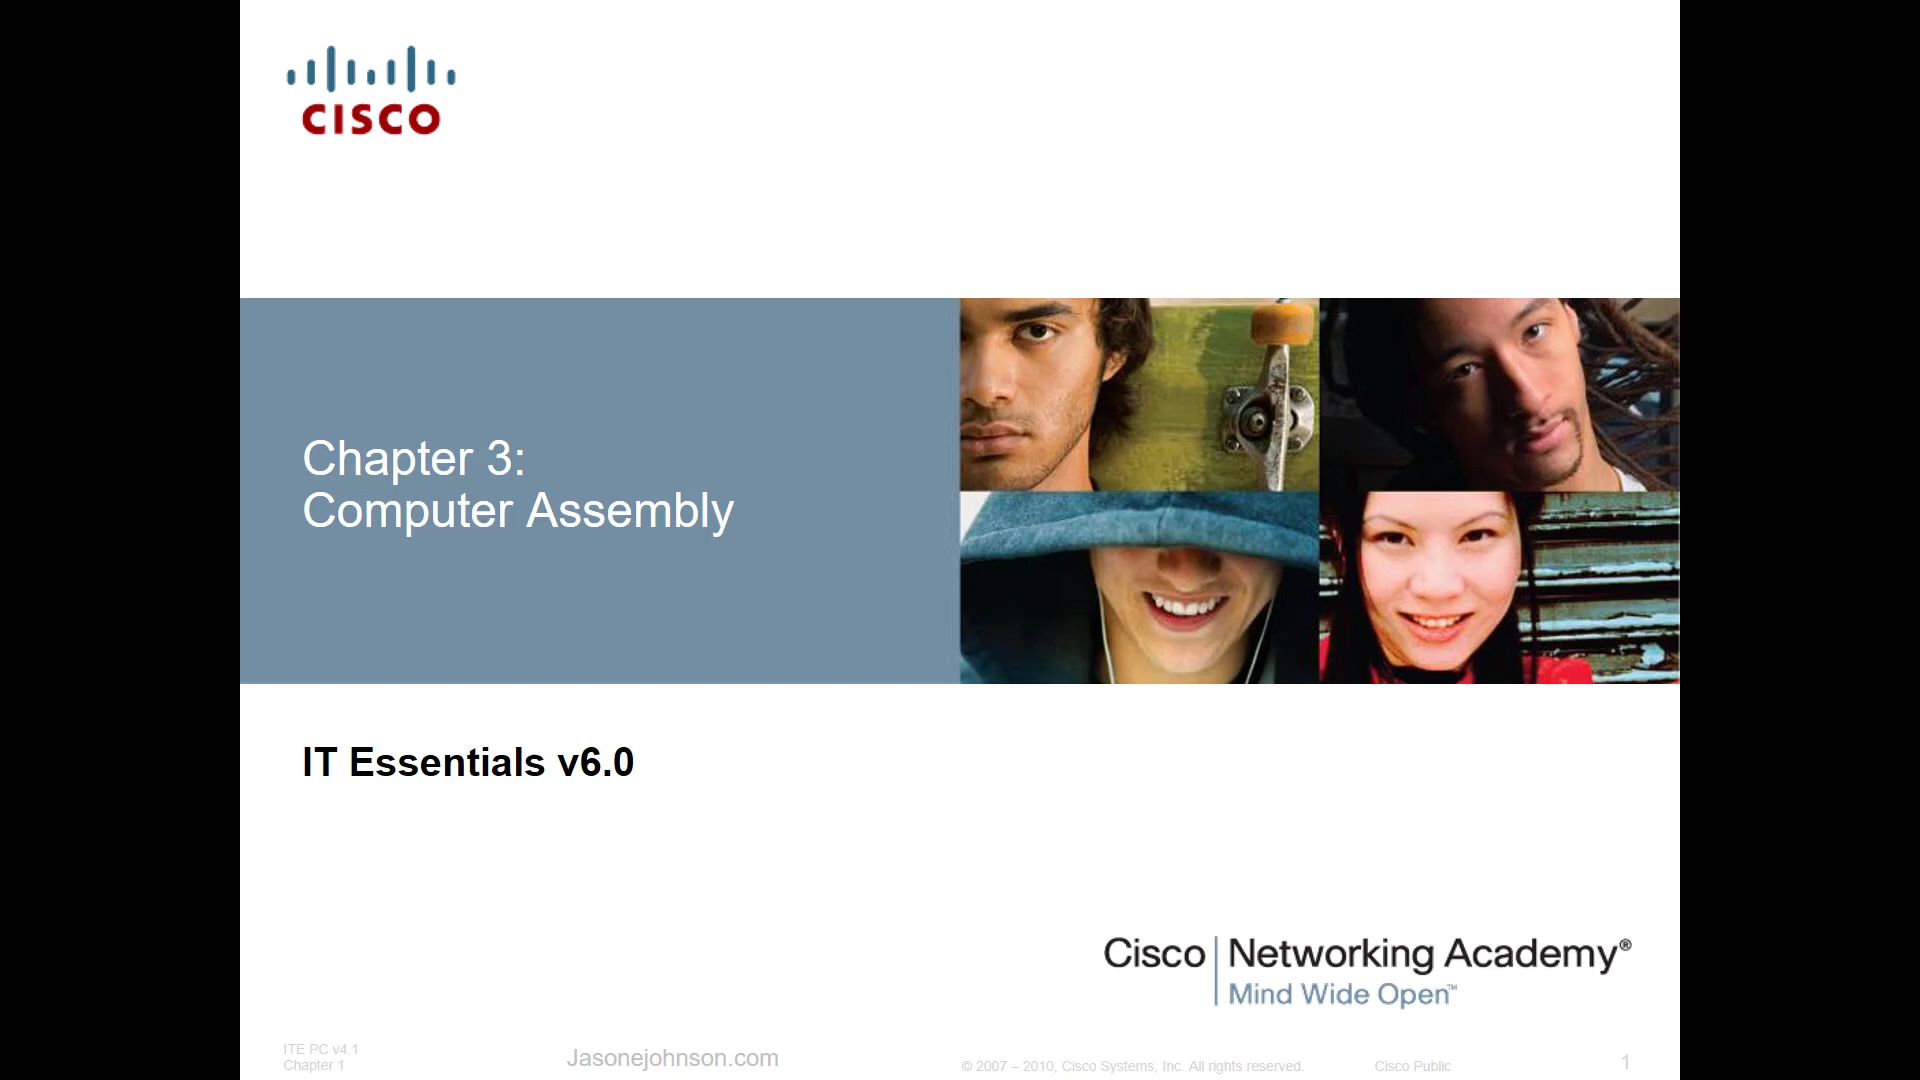 CISCO
Chapter 3:
Computer Assembly
IT Essentials v6.0
Cisco Networking Academy®
Mind Wide Open™
ITE PC v4.1
Chapter 1
Jasonejohnson.com
© 2007 – 2010, Cisco Systems, Inc. All rights reserved.
Cisco Public
1